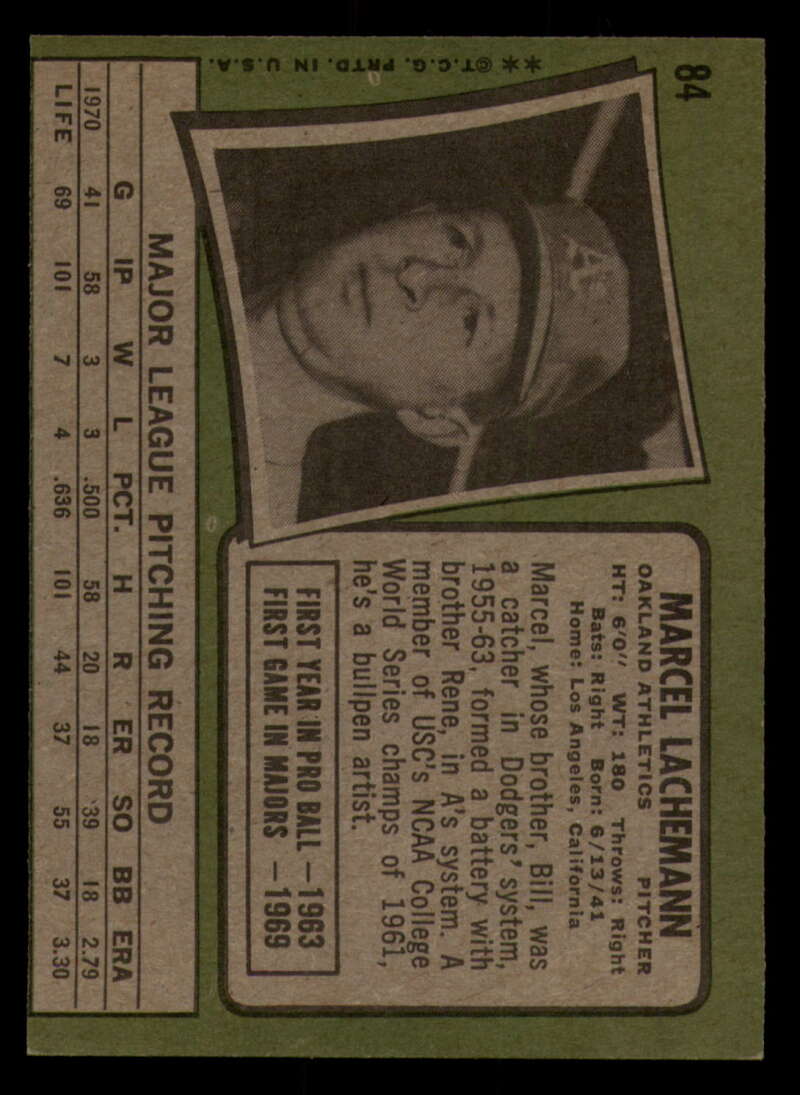 84
** ©T.C.G. PRTD. IN U.S.A.
A's
MARCEL LACHEMANN
OAKLAND ATHLETICS PITCHER
HT: 6'0" WT: 180 Throws: Right
Bats: Right Born: 6/13/41
Home: Los Angeles, California
Marcel, whose brother, Bill, was
a catcher in Dodgers' system,
1955-63, formed a battery with
brother Rene, in A's system. A
member of USC's NCAA College
World Series champs of 1961,
he's a bullpen artist.
FIRST YEAR IN PRO BALL — 1963
FIRST GAME IN MAJORS — 1969
MAJOR LEAGUE PITCHING RECORD
G IP W L PCT. H R ER SO BB ERA
1970 41 58 3 3 .500 58 20 18 39 18 2.79
LIFE 69 101 7 4 .636 101 44 37 55 37 3.30